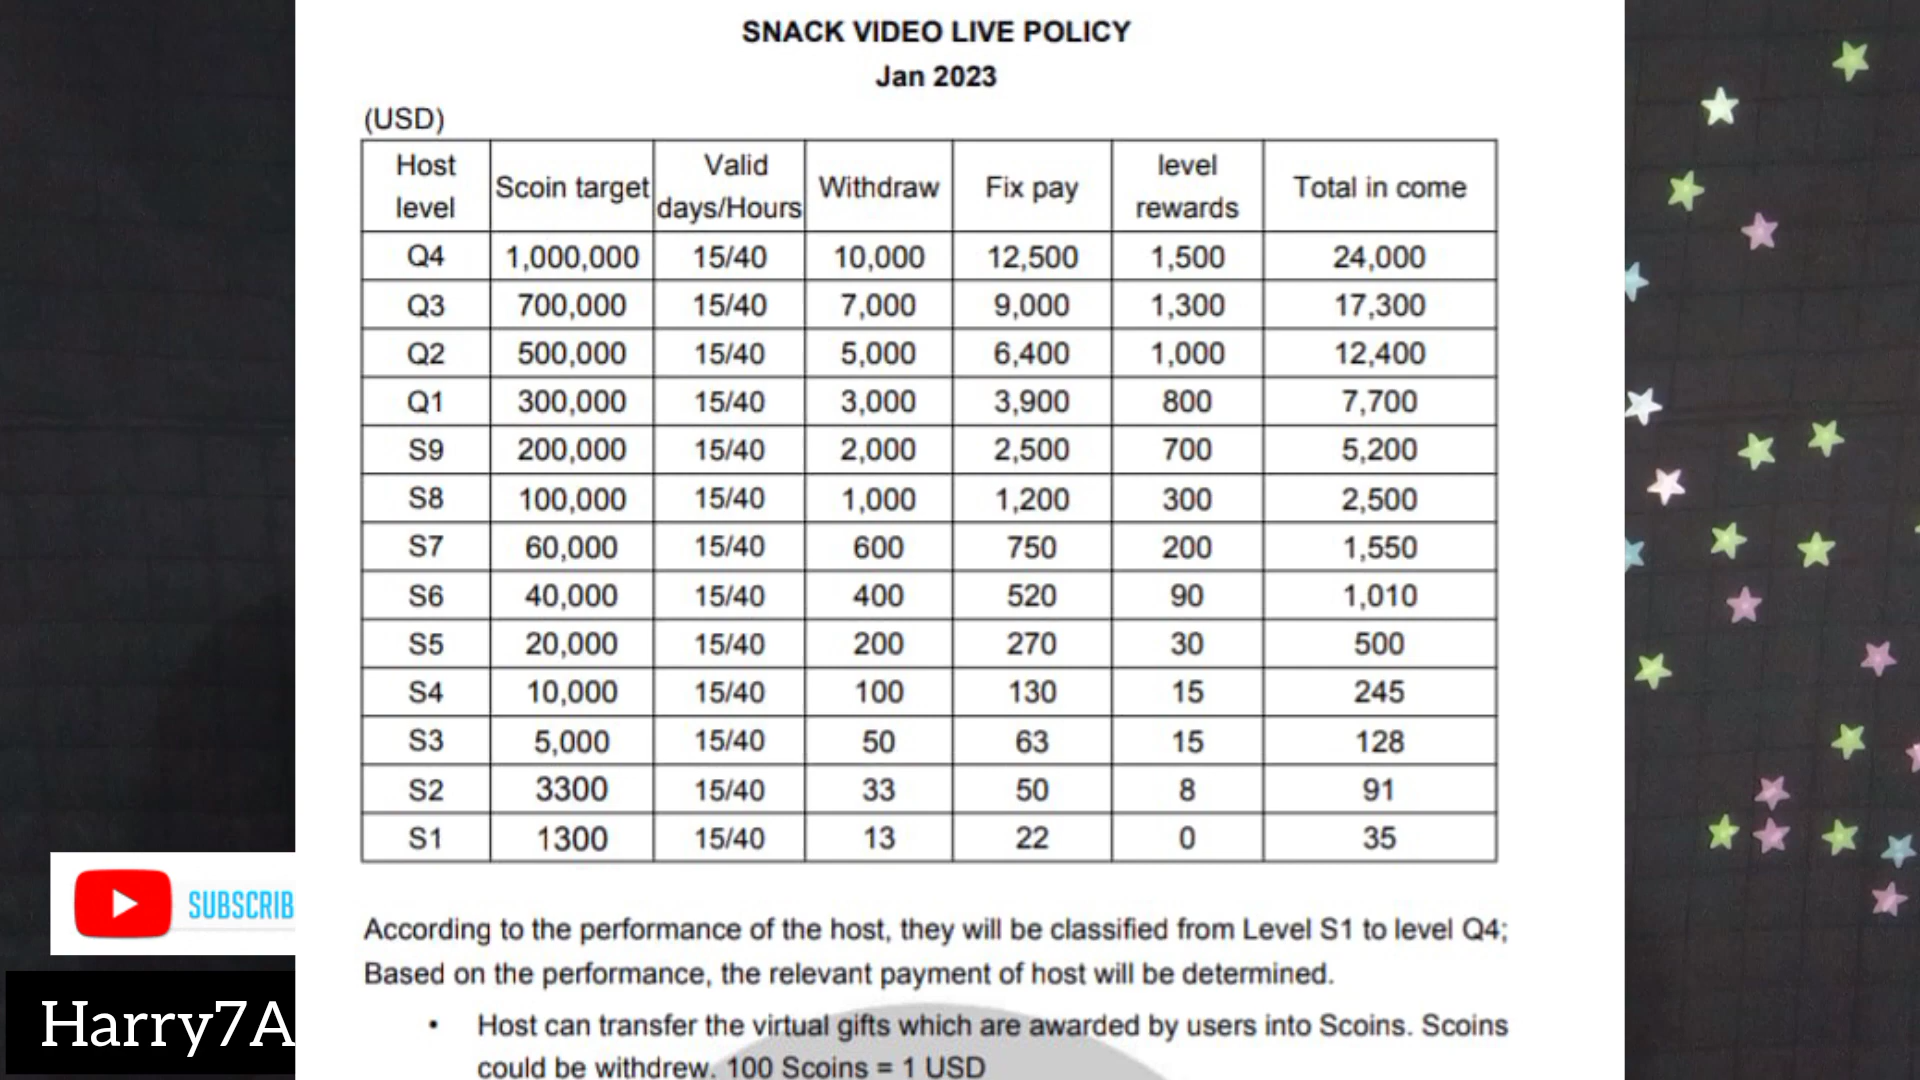 SNACK VIDEO LIVE POLICY
Jan 2023
(USD)
Host level Scoin target Valid days/Hours Withdraw Fix pay level rewards Total in come
Q4 1,000,000 15/40 10,000 12,500 1,500 24,000
Q3 700,000 15/40 7,000 9,000 1,300 17,300
Q2 500,000 15/40 5,000 6,400 1,000 12,400
Q1 300,000 15/40 3,000 3,900 800 7,700
S9 200,000 15/40 2,000 2,500 700 5,200
S8 100,000 15/40 1,000 1,200 300 2,500
S7 60,000 15/40 600 750 200 1,550
S6 40,000 15/40 400 520 90 1,010
S5 20,000 15/40 200 270 30 500
S4 10,000 15/40 100 130 15 245
S3 5,000 15/40 50 63 15 128
S2 3300 15/40 33 50 8 91
S1 1300 15/40 13 22 0 35
According to the performance of the host, they will be classified from Level S1 to level Q4;
Based on the performance, the relevant payment of host will be determined.
• Host can transfer the virtual gifts which are awarded by users into Scoins. Scoins
could be withdrew. 100 Scoins = 1 USD
SUBSCRIB
Harry7A